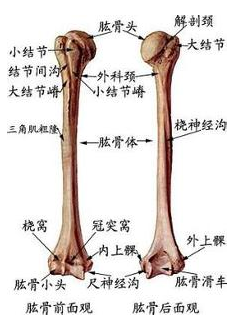 肱骨头
解剖颈
小结节
大结节
结节间沟
外科颈
大结节嵴
小结节嵴
三角肌粗隆
肱骨体
桡神经沟
桡窝
冠突窝
内上髁
外上髁
肱骨小头
尺神经沟
肱骨滑车
肱骨前面观
肱骨后面观